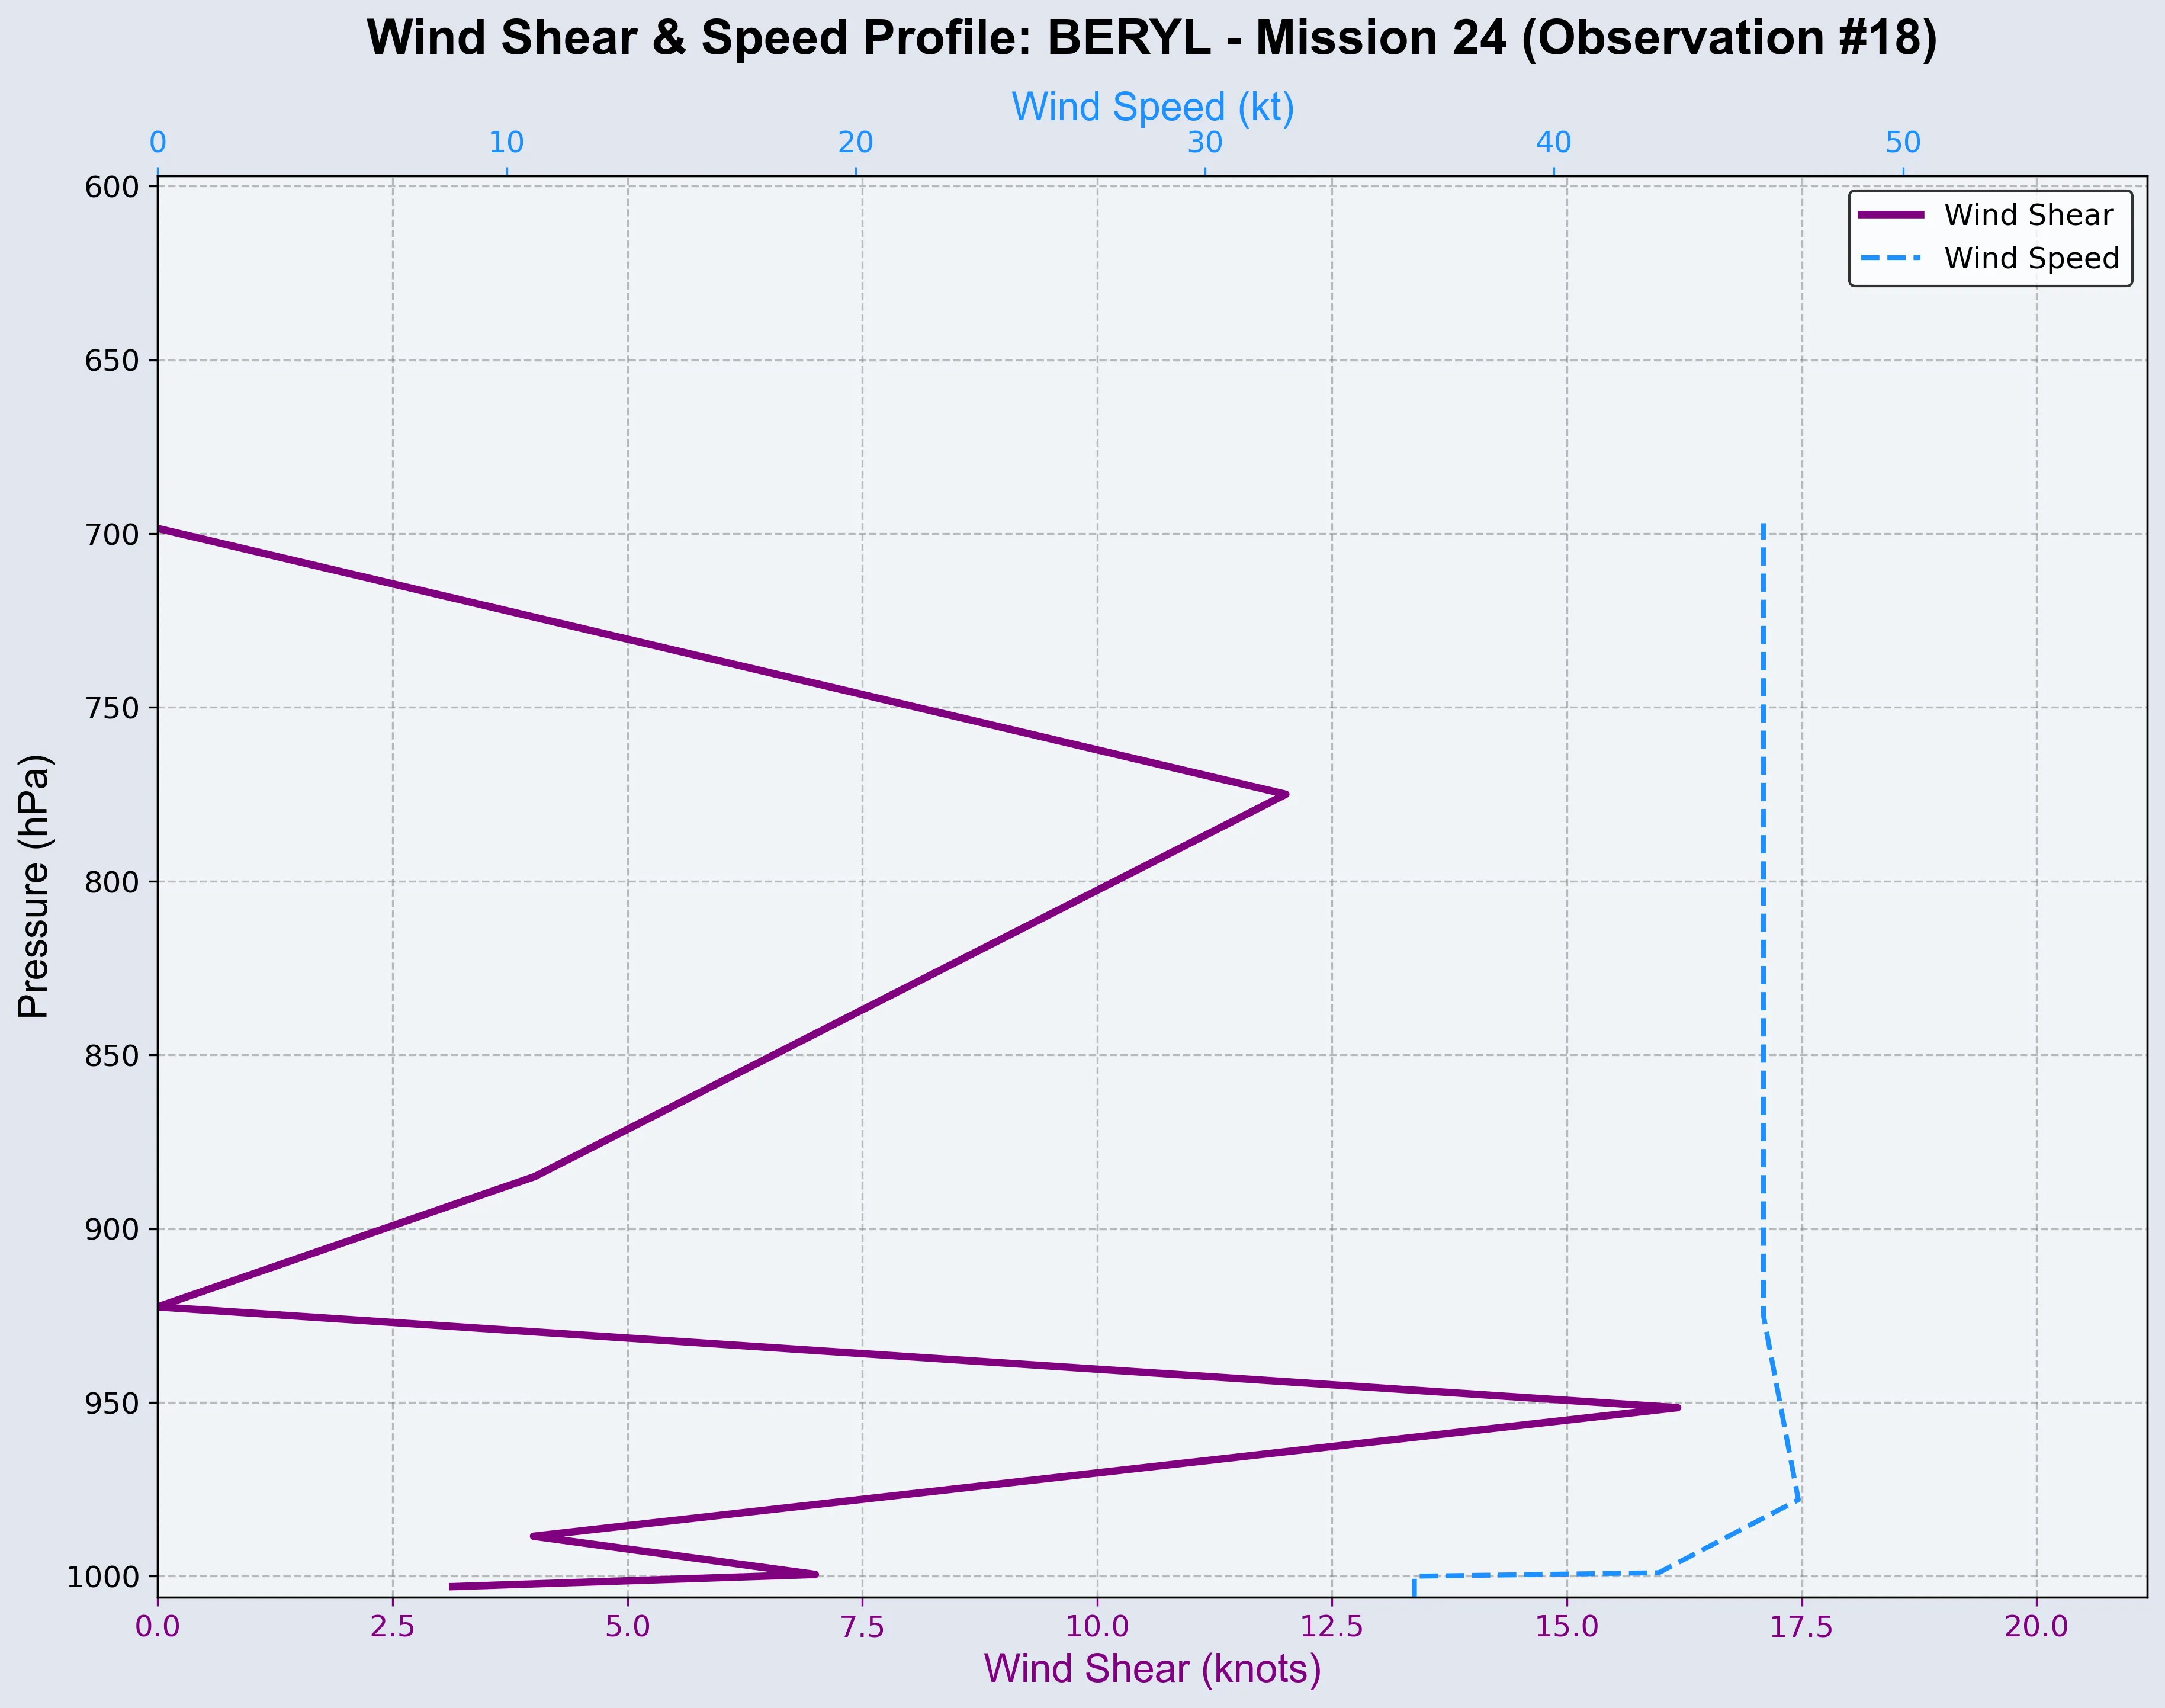 Wind Shear & Speed Profile: BERYL - Mission 24 (Observation #18)
Wind Speed (kt)
0 10 20 30 40 50
Wind Shear
Wind Speed
Pressure (hPa)
600
650
700
750
800
850
900
950
1000
0.0 2.5 5.0 7.5 10.0 12.5 15.0 17.5 20.0
Wind Shear (knots)